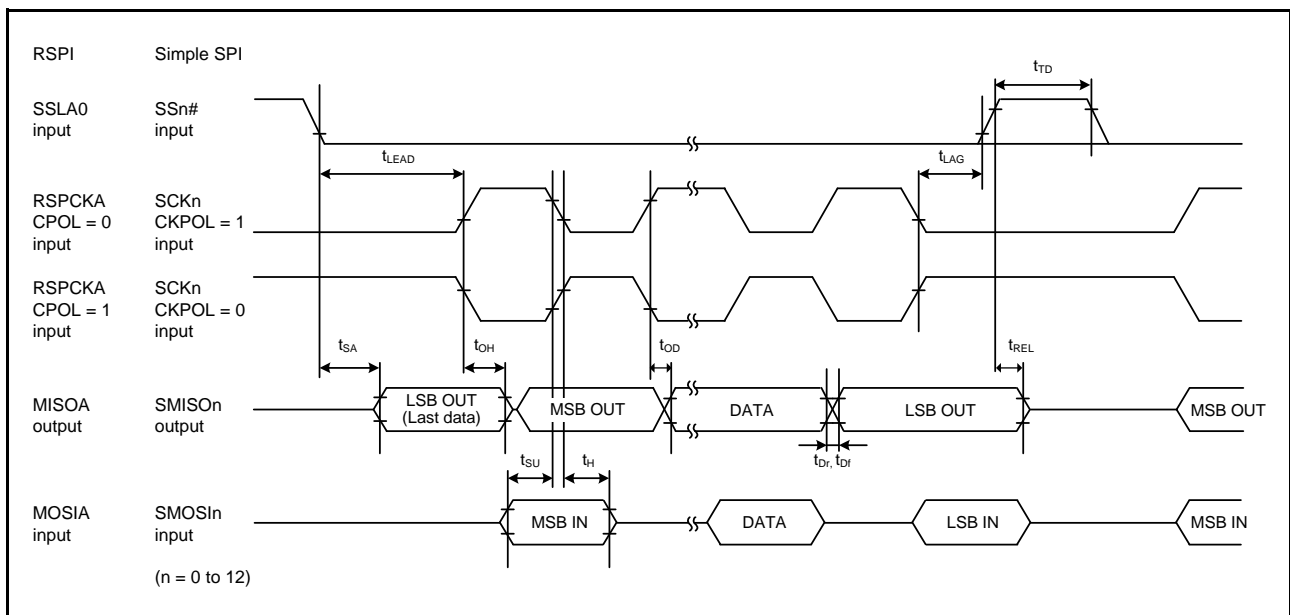 RSPI Simple SPI
tTD
SSLA0 SSn#
input input
tLEAD tLAG
RSPCKA SCKn
CPOL = 0 CKPOL = 1
input input
RSPCKA SCKn
CPOL = 1 CKPOL = 0
input input
tSA tOH tOD tREL
MISOA SMISOn
output output
LSB OUT
(Last data)
MSB OUT DATA LSB OUT MSB OUT
tSU tH tDr, tDf
MOSIA SMOSIn
input input
MSB IN DATA LSB IN MSB IN
(n = 0 to 12)